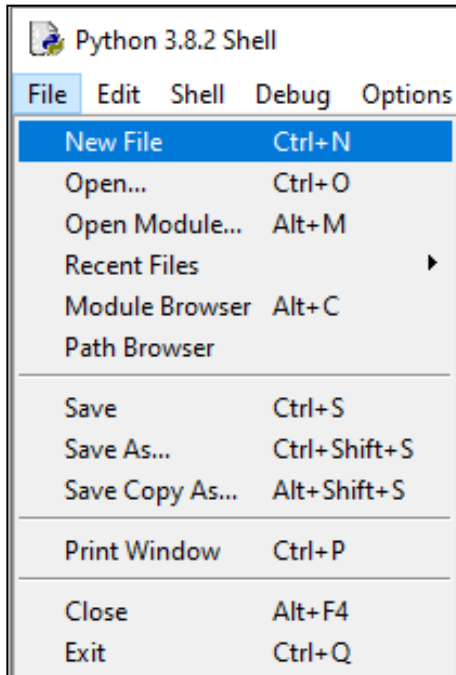 Python 3.8.2 Shell
File Edit Shell Debug Options
New File Ctrl+N
Open... Ctrl+O
Open Module... Alt+M
Recent Files
Module Browser Alt+C
Path Browser
Save Ctrl+S
Save As... Ctrl+Shift+S
Save Copy As... Alt+Shift+S
Print Window Ctrl+P
Close Alt+F4
Exit Ctrl+Q